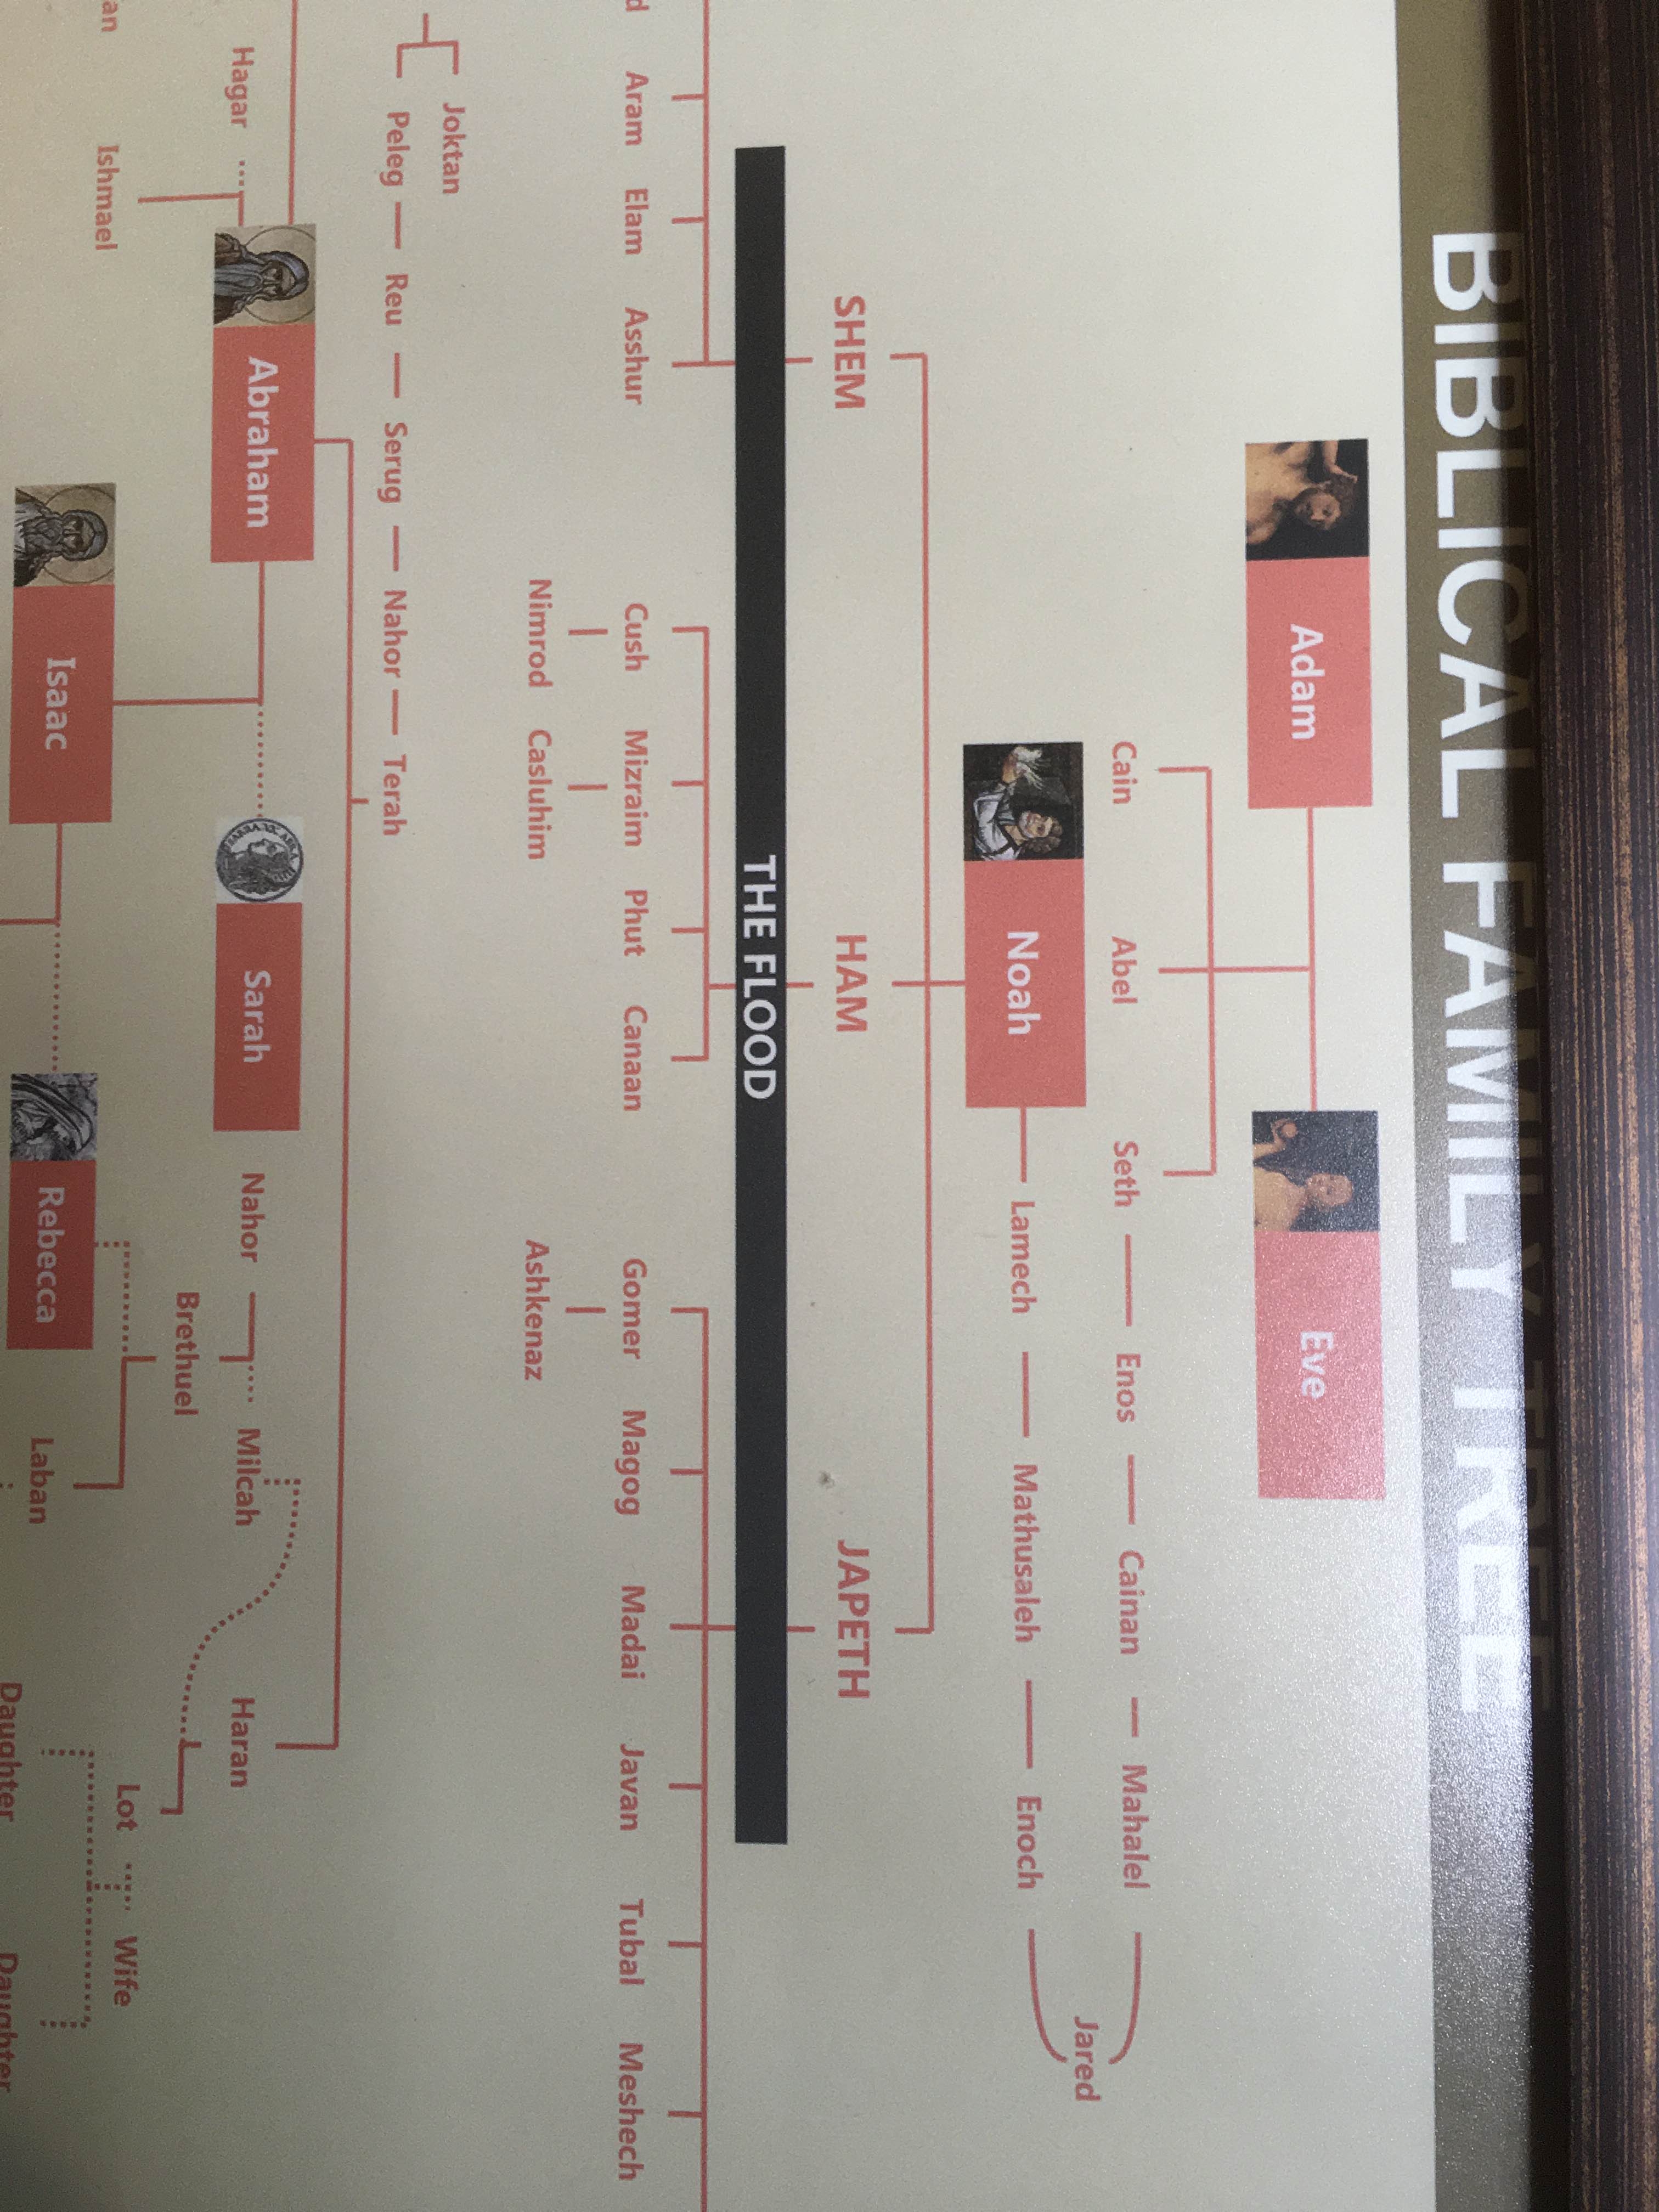 BIBLICAL FAMILY TREE
Adam Eve
Cain Abel Seth Enos Cainan Mahalel
Jared
Noah Lamech Mathusaleh Enoch
SHEM HAM JAPETH
THE FLOOD
Aram Elam Asshur Cush Mizraim Phut Canaan Gomer Magog Madai Javan Tubal Meshech
Nimrod Casluhim Ashkenaz
Joktan
Peleg Reu Serug Nahor Terah
Hagar Abraham Sarah Nahor Milcah Haran
Brethuel
Ishmael Lot Wife
Isaac Rebecca Laban
Daughter Daughter